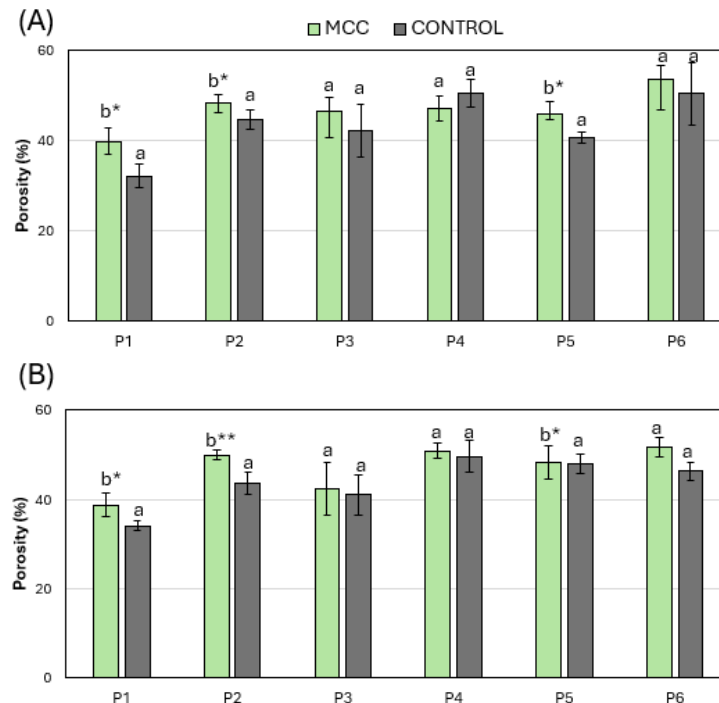 (A)
MCC CONTROL
60
40
20
0
Porosity (%)
b* a b* a a a a a b* a a a
P1 P2 P3 P4 P5 P6
(B)
60
40
20
0
Porosity (%)
b* a b** a a a a a b* a a a
P1 P2 P3 P4 P5 P6